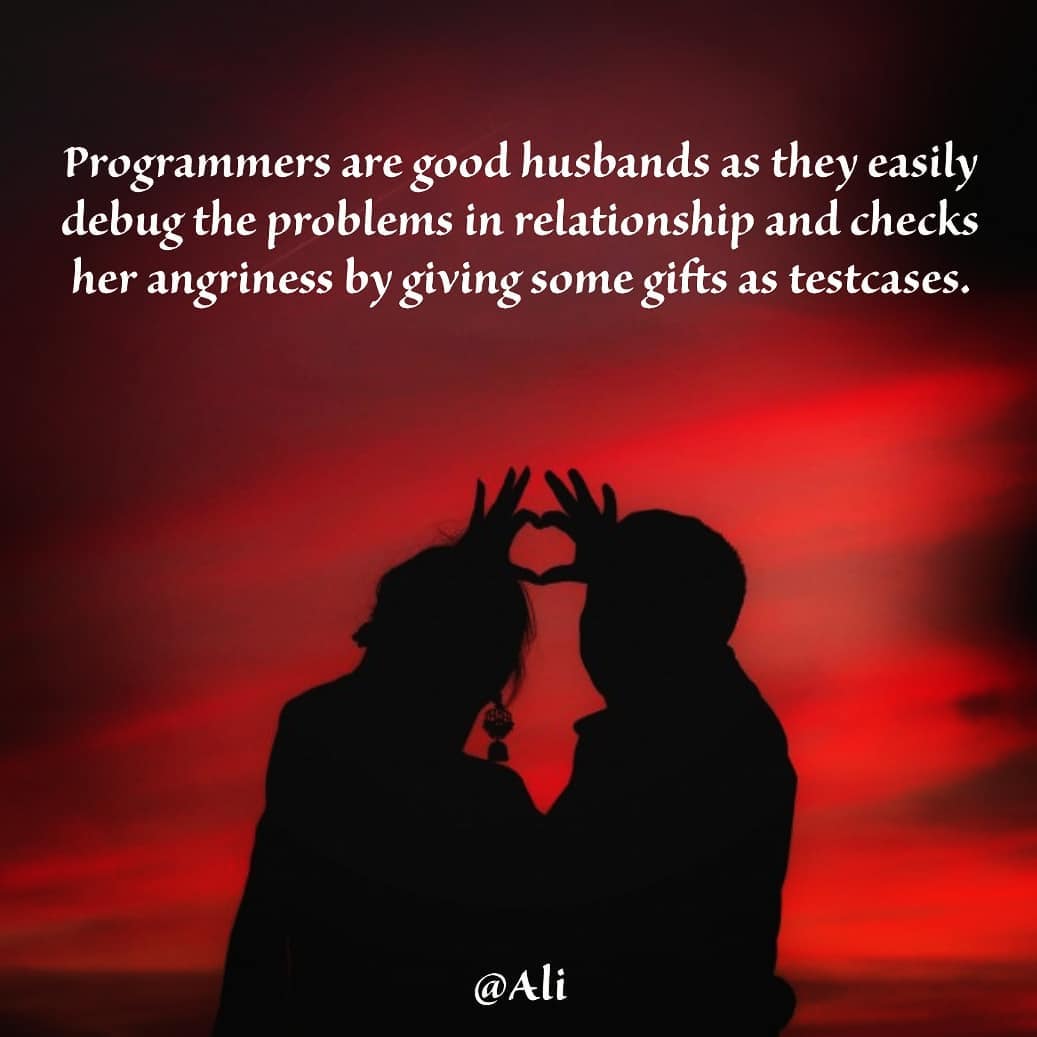 Programmers are good husbands as they easily
debug the problems in relationship and checks
her angriness by giving some gifts as testcases.
@Ali